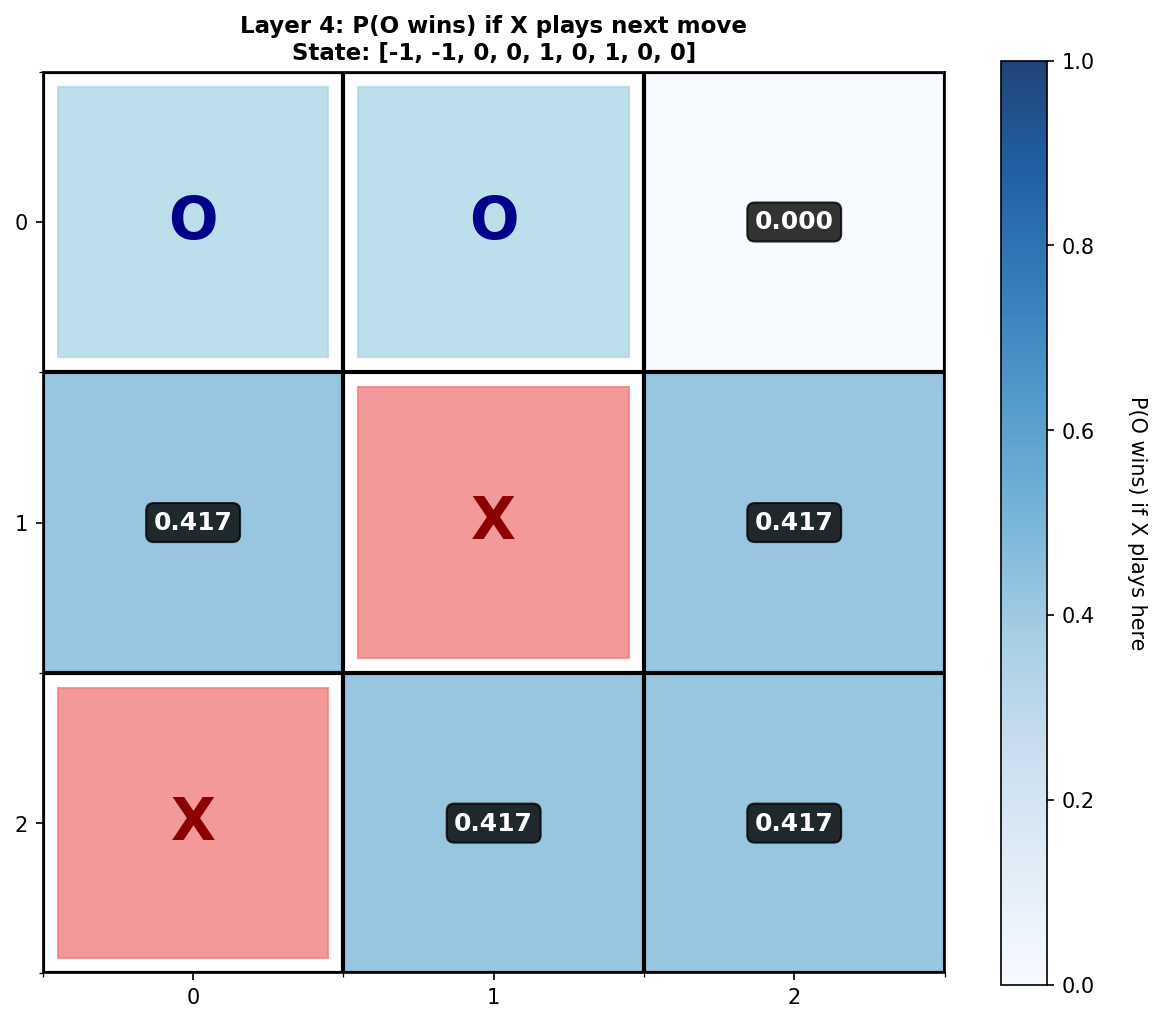 Layer 4: P(O wins) if X plays next move
State: [-1, -1, 0, 0, 1, 0, 1, 0, 0]
0
O
O
0.000
1
0.417
X
0.417
2
X
0.417
0.417
0
1
2
1.0
0.8
0.6
0.4
0.2
0.0
P(O wins) if X plays here